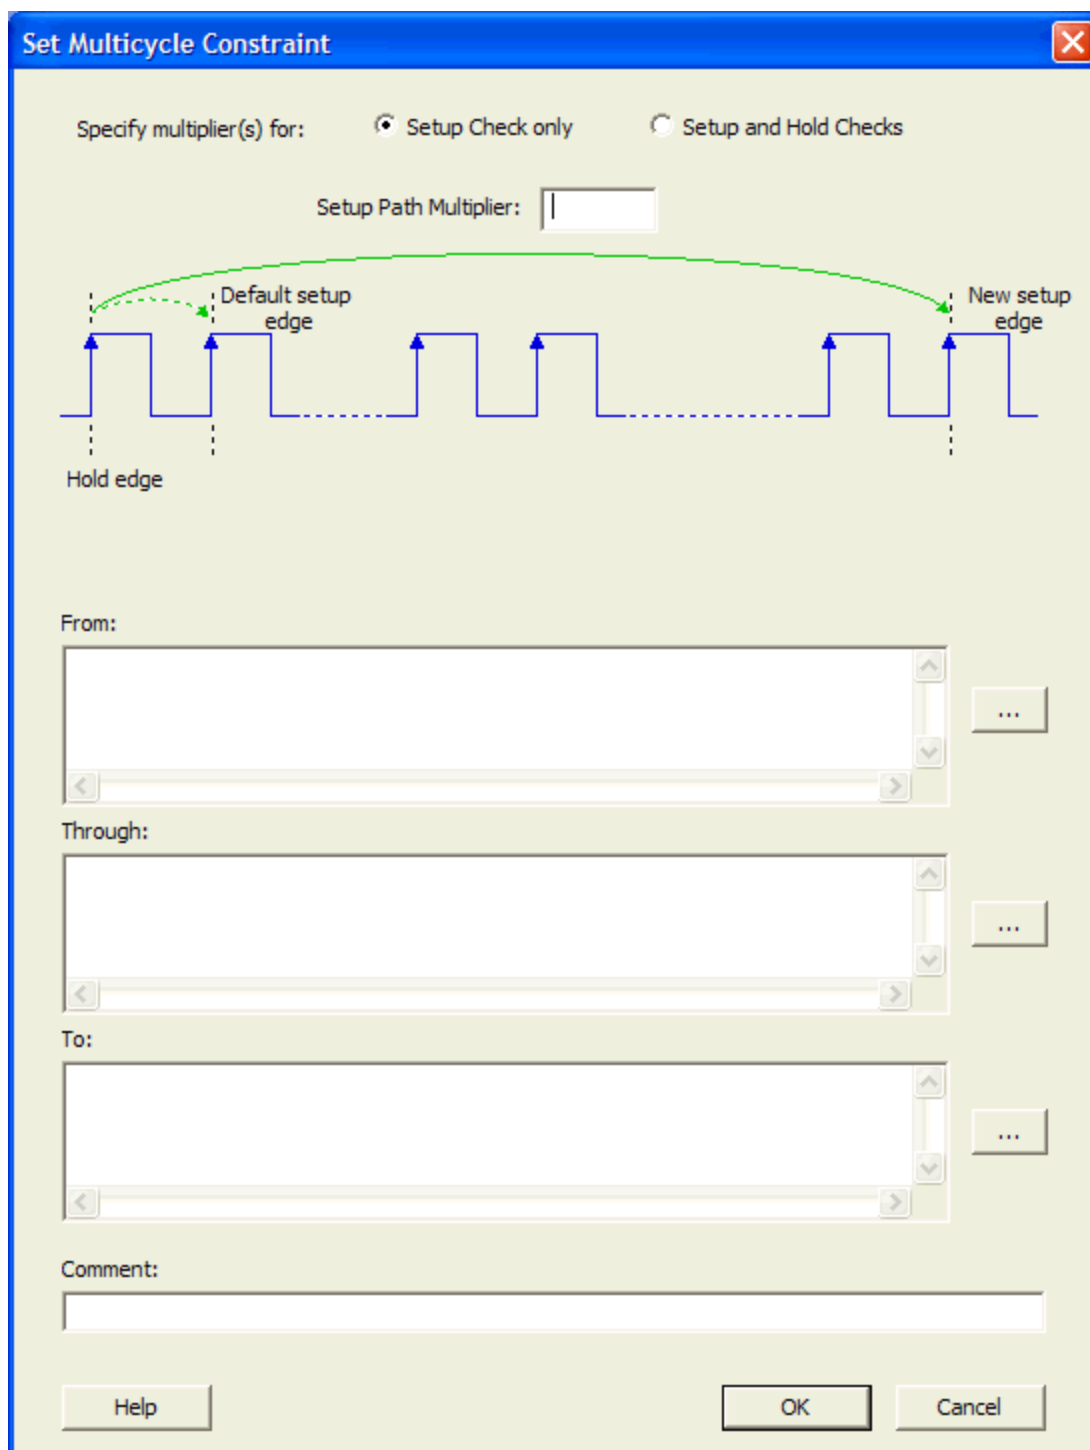 Set Multicycle Constraint
Specify multiplier(s) for: Setup Check only Setup and Hold Checks
Setup Path Multiplier:
Default setup edge
New setup edge
Hold edge
From:
...
Through:
...
To:
...
Comment:
Help OK Cancel